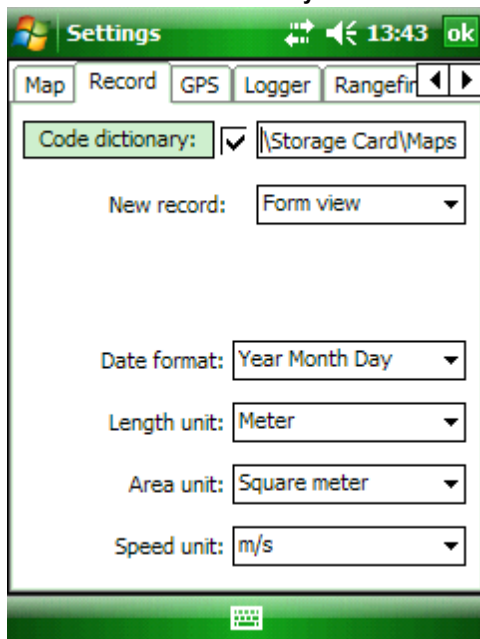 Settings 13:43 ok
Map Record GPS Logger Rangefin
Code dictionary: \Storage Card\Maps
New record: Form view
Date format: Year Month Day
Length unit: Meter
Area unit: Square meter
Speed unit: m/s